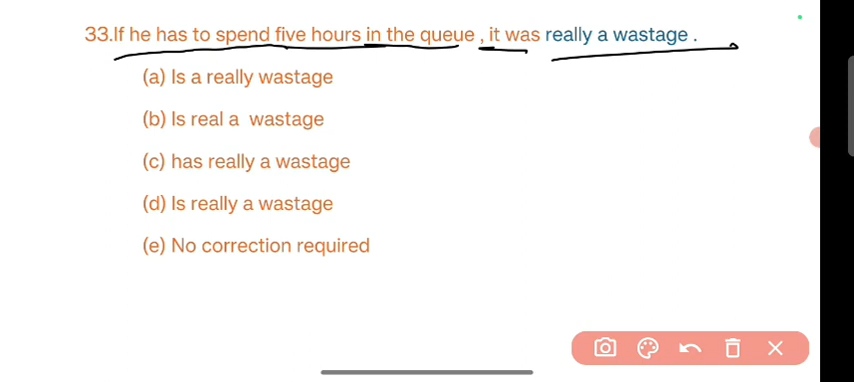 33.If he has to spend five hours in the queue , it was really a wastage .
(a) Is a really wastage
(b) Is real a wastage
(c) has really a wastage
(d) Is really a wastage
(e) No correction required